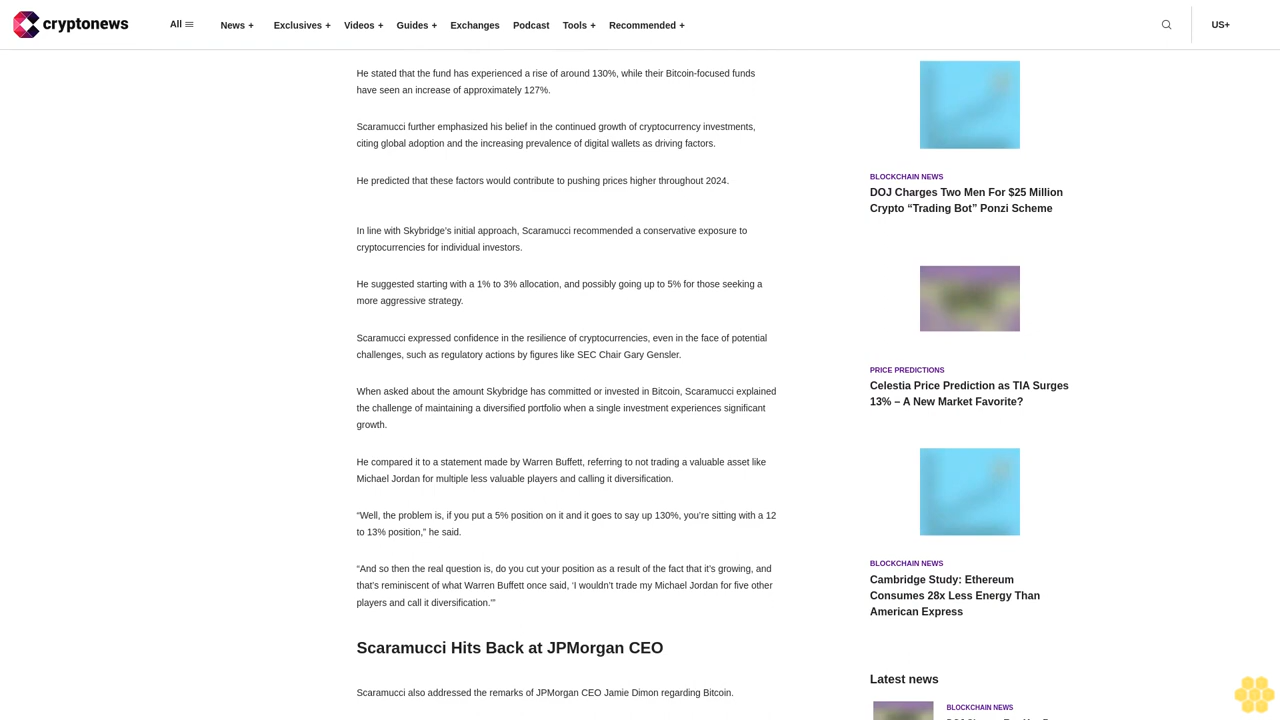 cryptonews
All
News +
Exclusives +
Videos +
Guides +
Exchanges
Podcast
Tools +
Recommended +
US+
He stated that the fund has experienced a rise of around 130%, while their Bitcoin-focused funds
have seen an increase of approximately 127%.
Scaramucci further emphasized his belief in the continued growth of cryptocurrency investments,
citing global adoption and the increasing prevalence of digital wallets as driving factors.
He predicted that these factors would contribute to pushing prices higher throughout 2024.
In line with Skybridge’s initial approach, Scaramucci recommended a conservative exposure to
cryptocurrencies for individual investors.
He suggested starting with a 1% to 3% allocation, and possibly going up to 5% for those seeking a
more aggressive strategy.
Scaramucci expressed confidence in the resilience of cryptocurrencies, even in the face of potential
challenges, such as regulatory actions by figures like SEC Chair Gary Gensler.
When asked about the amount Skybridge has committed or invested in Bitcoin, Scaramucci explained
the challenge of maintaining a diversified portfolio when a single investment experiences significant
growth.
He compared it to a statement made by Warren Buffett, referring to not trading a valuable asset like
Michael Jordan for multiple less valuable players and calling it diversification.
“Well, the problem is, if you put a 5% position on it and it goes to say up 130%, you’re sitting with a 12
to 13% position,” he said.
“And so then the real question is, do you cut your position as a result of the fact that it’s growing, and
that’s reminiscent of what Warren Buffett once said, ‘I wouldn’t trade my Michael Jordan for five other
players and call it diversification.’”
Scaramucci Hits Back at JPMorgan CEO
Scaramucci also addressed the remarks of JPMorgan CEO Jamie Dimon regarding Bitcoin.
BLOCKCHAIN NEWS
DOJ Charges Two Men For $25 Million
Crypto “Trading Bot” Ponzi Scheme
PRICE PREDICTIONS
Celestia Price Prediction as TIA Surges
13% – A New Market Favorite?
BLOCKCHAIN NEWS
Cambridge Study: Ethereum
Consumes 28x Less Energy Than
American Express
Latest news
BLOCKCHAIN NEWS